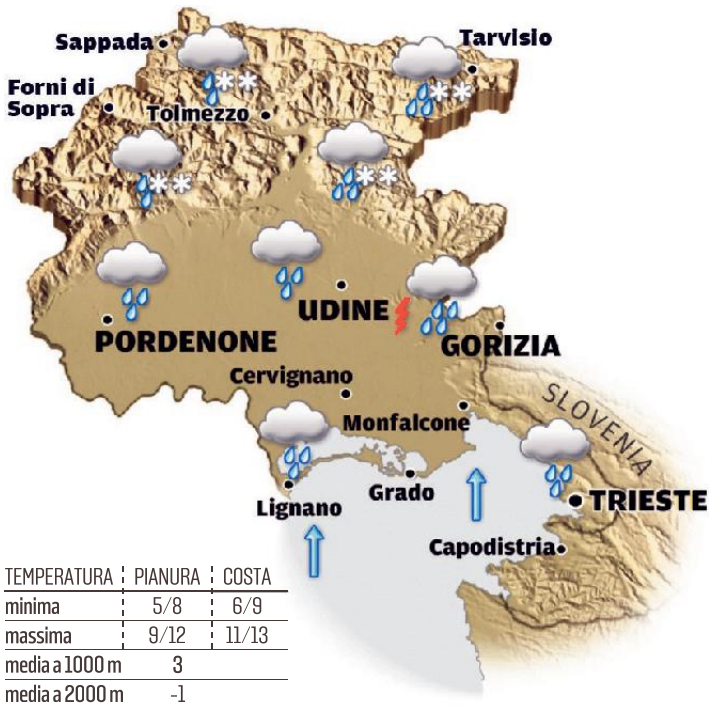 Sappada
Tarvisio
Forni di
Sopra
Tolmezzo
UDINE
PORDENONE
GORIZIA
Cervignano
SLOVENIA
Monfalcone
Grado
Lignano
TRIESTE
Capodistria
TEMPERATURA PIANURA COSTA
minima 5/8 6/9
massima 9/12 11/13
media a 1000 m 3
media a 2000 m -1